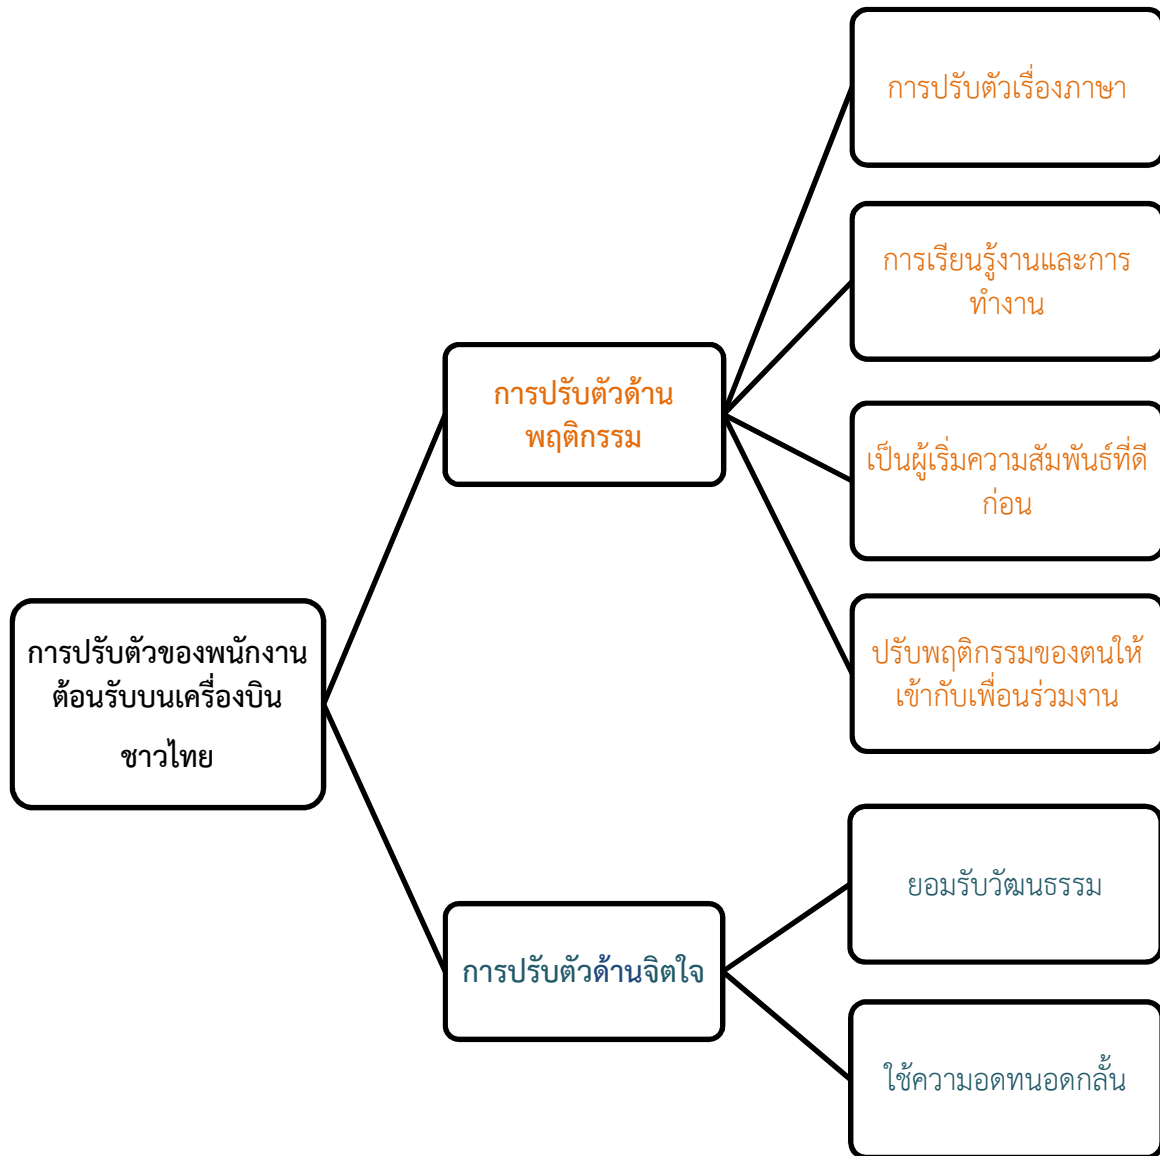 การปรับตัวเรื่องภาษา
การเรียนรู้งานและการ
ทำงาน
การปรับตัวด้าน
พฤติกรรม
เป็นผู้เริ่มความสัมพันธ์ที่ดี
ก่อน
ปรับพฤติกรรมของตนให้
เข้ากับเพื่อนร่วมงาน
การปรับตัวของพนักงาน
ต้อนรับบนเครื่องบิน
ชาวไทย
ยอมรับวัฒนธรรม
การปรับตัวด้านจิตใจ
ใช้ความอดทนอดกลั้น